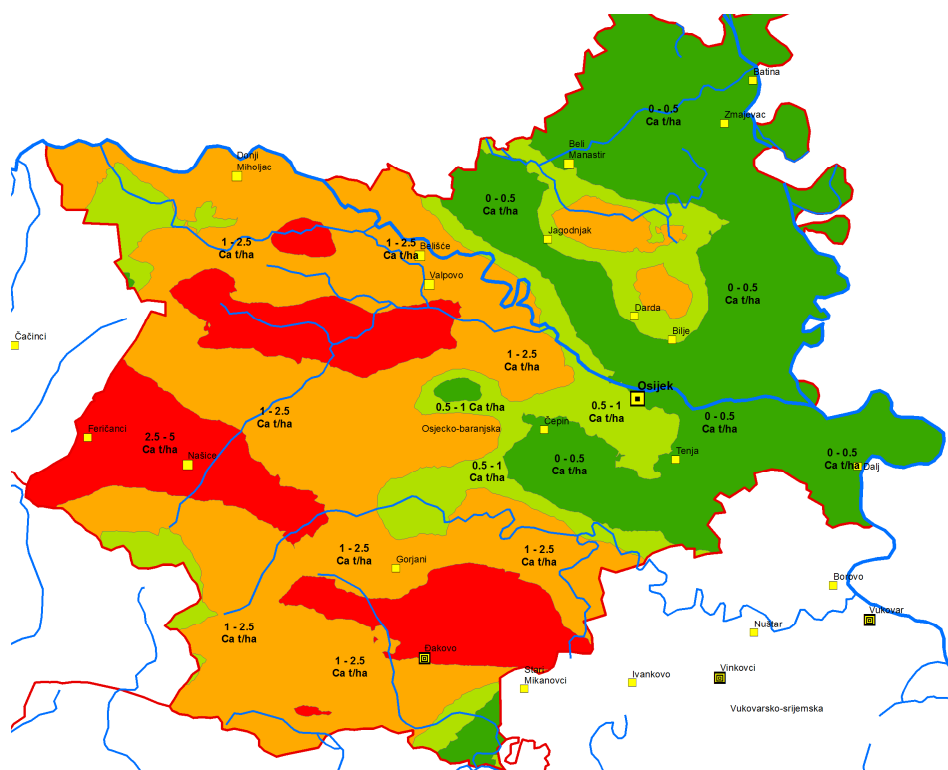 Batina
0 - 0.5
Ca t/ha
Zmajevac
Beli
Manastir
Donji
Miholjac
0 - 0.5
Ca t/ha
Jagodnjak
1 - 2.5
Ca t/ha
1 - 2.5
Ca t/ha
Belišće
Valpovo
0 - 0.5
Ca t/ha
Darda
Bilje
Čačinci
1 - 2.5
Ca t/ha
Osijek
0.5 - 1 Ca t/ha
0.5 - 1
Ca t/ha
0 - 0.5
Ca t/ha
1 - 2.5
Ca t/ha
Osjecko-baranjska
Čepin
Feričanci
2.5 - 5
Ca t/ha
Našice
0.5 - 1
Ca t/ha
0 - 0.5
Ca t/ha
Tenja
0 - 0.5
Ca t/ha
Dalj
1 - 2.5
Ca t/ha
Gorjani
1 - 2.5
Ca t/ha
Borovo
Vukovar
1 - 2.5
Ca t/ha
Nuštar
Đakovo
1 - 2.5
Ca t/ha
Stari
Mikanovci
Ivankovo
Vinkovci
Vukovarsko-srijemska